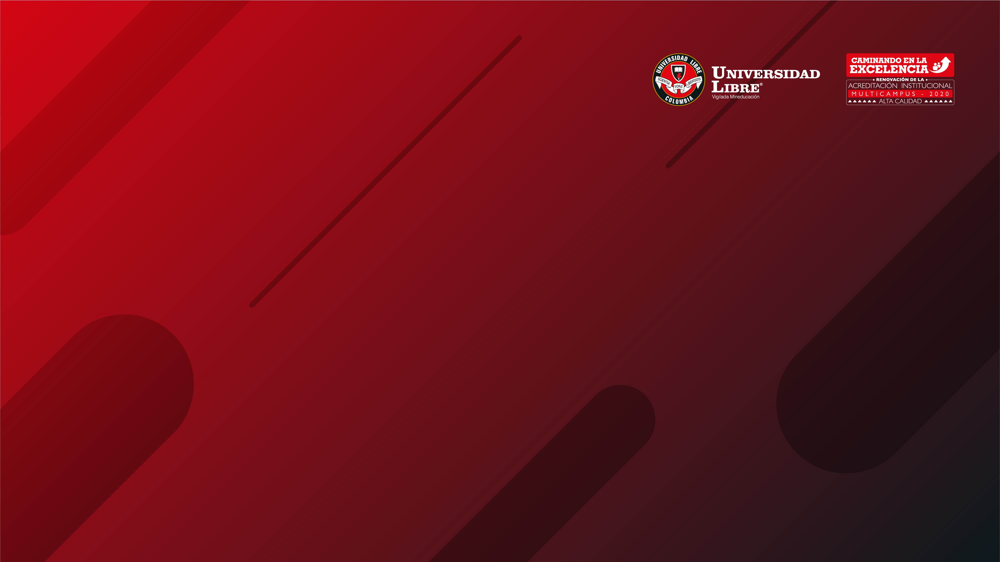 UNIVERSIDAD LIBRE
SCIENTIA
FONS
LIBERTATIS
COLOMBIA
UNIVERSIDAD
LIBRE®
Vigilada Mineducación
CAMINANDO EN LA
EXCELENCIA
• RENOVACIÓN DE LA •
ACREDITACIÓN INSTITUCIONAL
MULTICAMPUS - 2020
ALTA CALIDAD